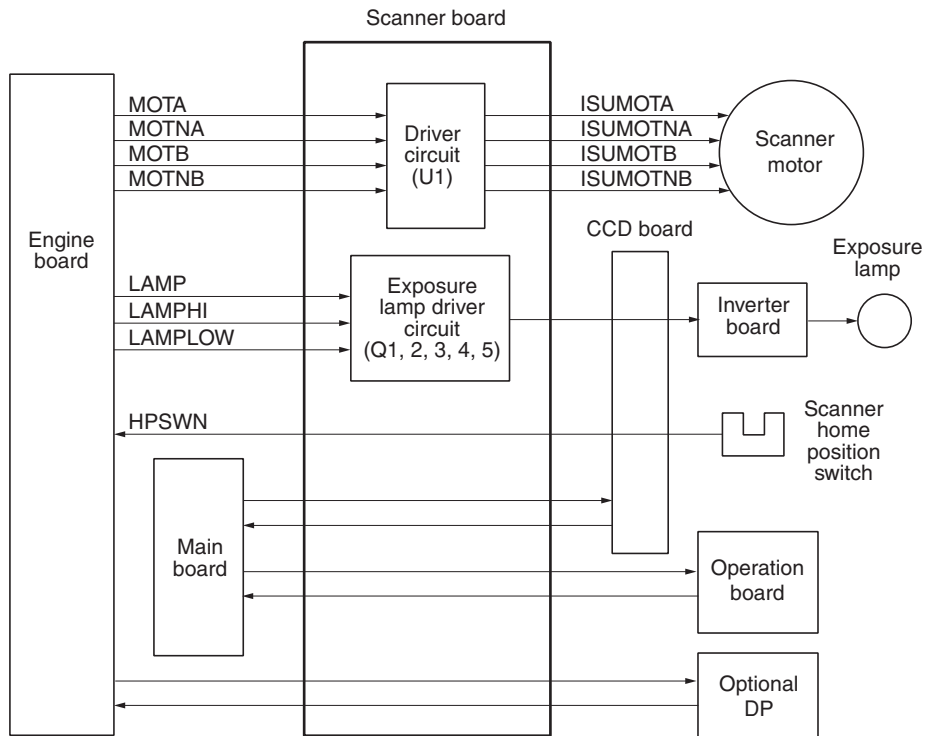 Scanner board
MOTA
MOTNA
MOTB
MOTNB
Driver
circuit
(U1)
ISUMOTA
ISUMOTNA
ISUMOTB
ISUMOTNB
Scanner
motor
Engine
board
CCD board
Exposure
lamp
LAMP
LAMPHI
LAMPLOW
Exposure
lamp driver
circuit
(Q1, 2, 3, 4, 5)
Inverter
board
HPSWN
Scanner
home
position
switch
Main
board
Operation
board
Optional
DP